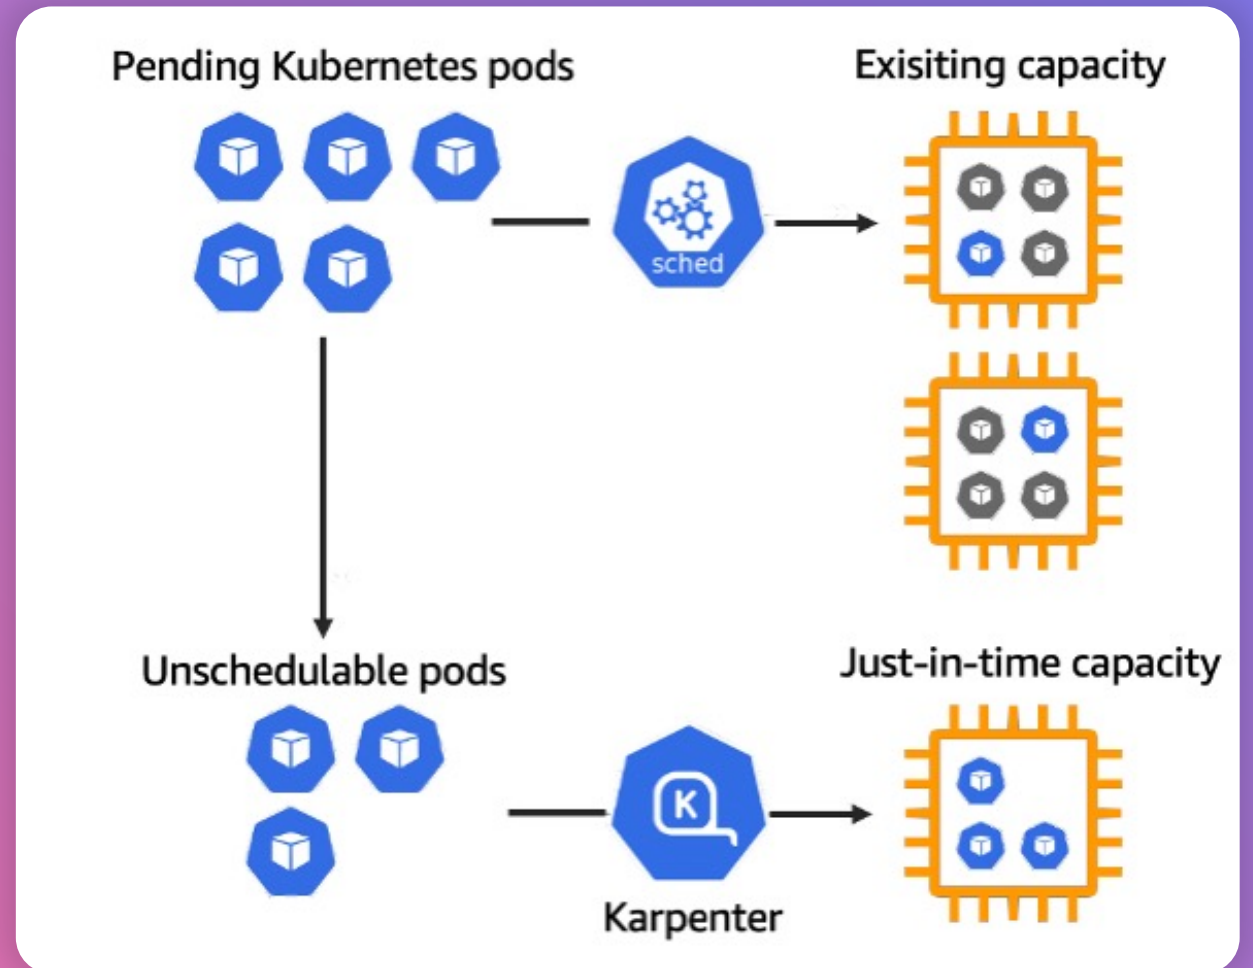 Pending Kubernetes pods
Exisiting capacity
sched
Unschedulable pods
Just-in-time capacity
K
Karpenter